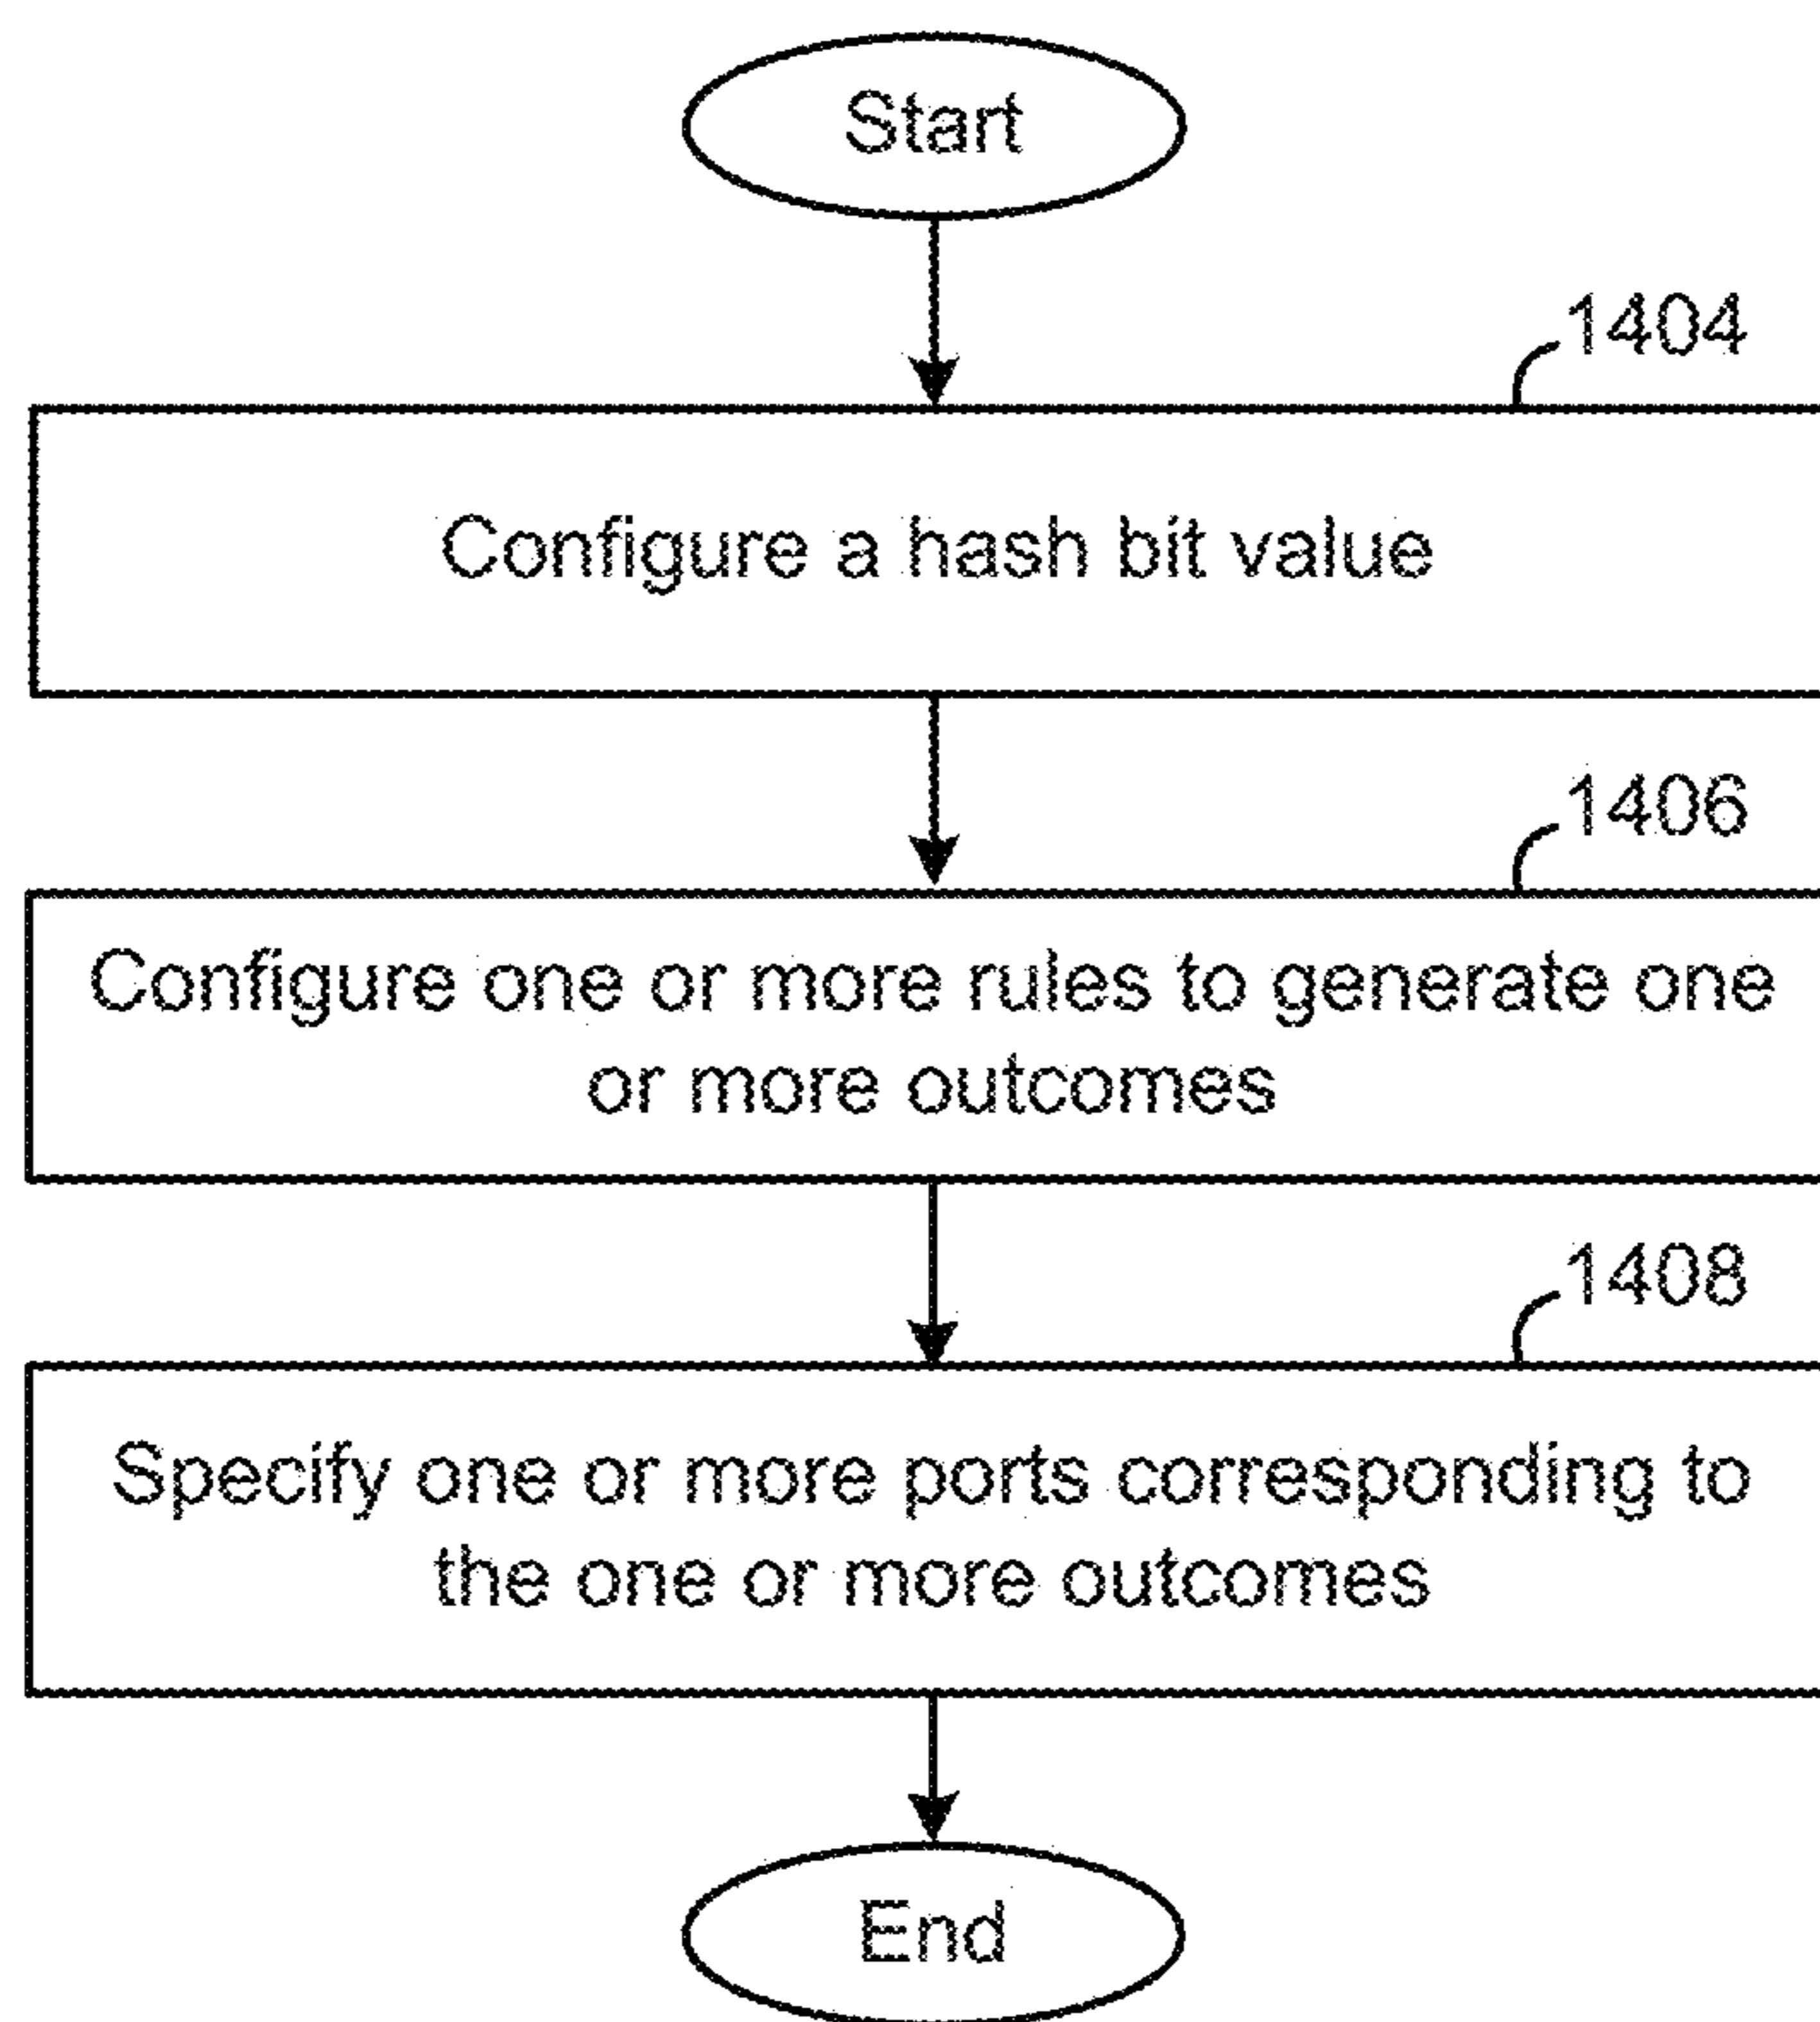 Start
1404
Configure a hash bit value
1406
Configure one or more rules to generate one
or more outcomes
1408
Specify one or more ports corresponding to
the one or more outcomes
End